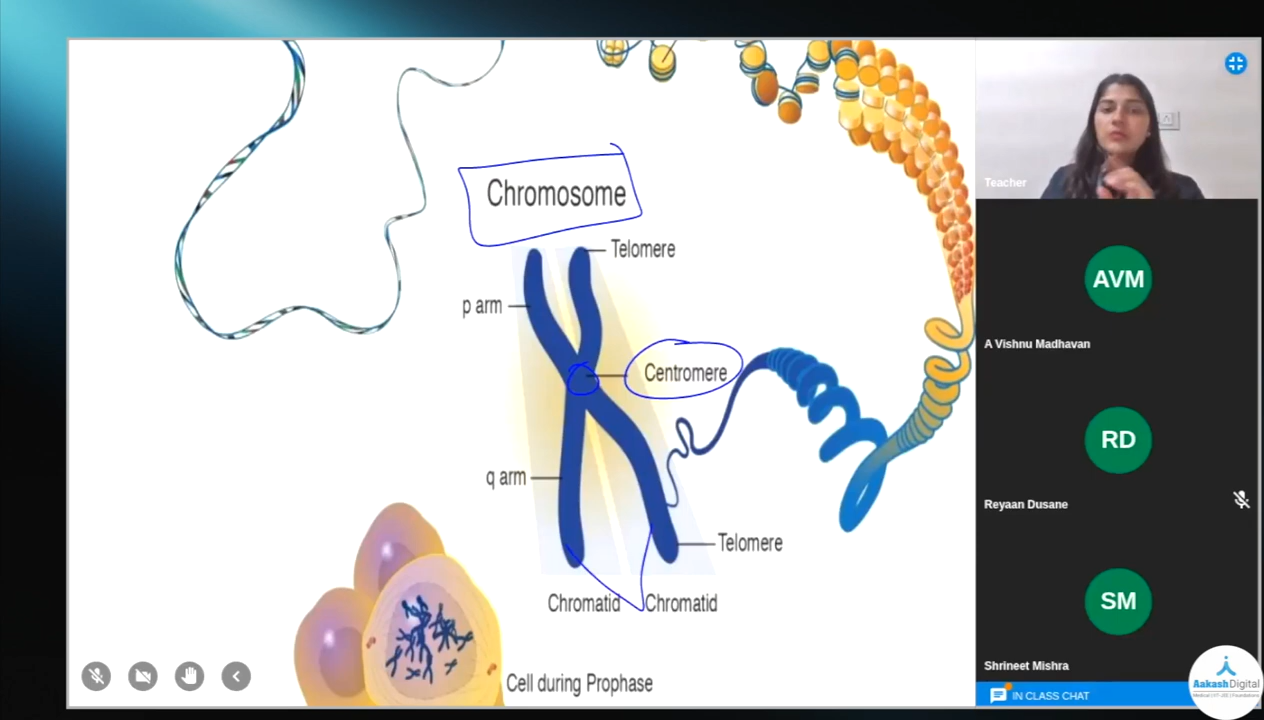 Chromosome
Telomere
p arm
Centromere
q arm
Telomere
Chromatid Chromatid
Cell during Prophase
Teacher
AVM
A Vishnu Madhavan
RD
Reyaan Dusane
SM
Shrineet Mishra
IN CLASS CHAT
AakashDigital